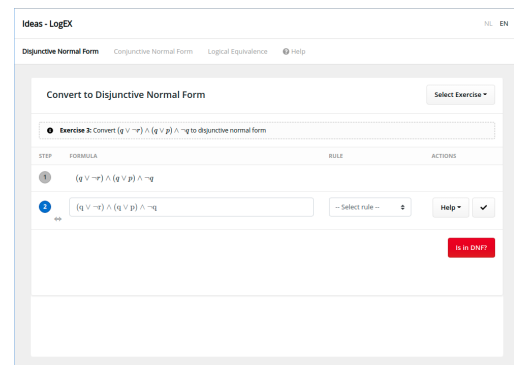 Ideas - LogEX NL EN
Disjunctive Normal Form Conjunctive Normal Form Logical Equivalence Help
Convert to Disjunctive Normal Form Select Exercise
Exercise 3: Convert (q ∨ ¬r) ∧ (q ∨ p) ∧ ¬q to disjunctive normal form
STEP FORMULA RULE ACTIONS
1 (q ∨ ¬r) ∧ (q ∨ p) ∧ ¬q
2 (q ∨ ¬r) ∧ (q ∨ p) ∧ ¬q -- Select rule -- Help
Is in DNF?